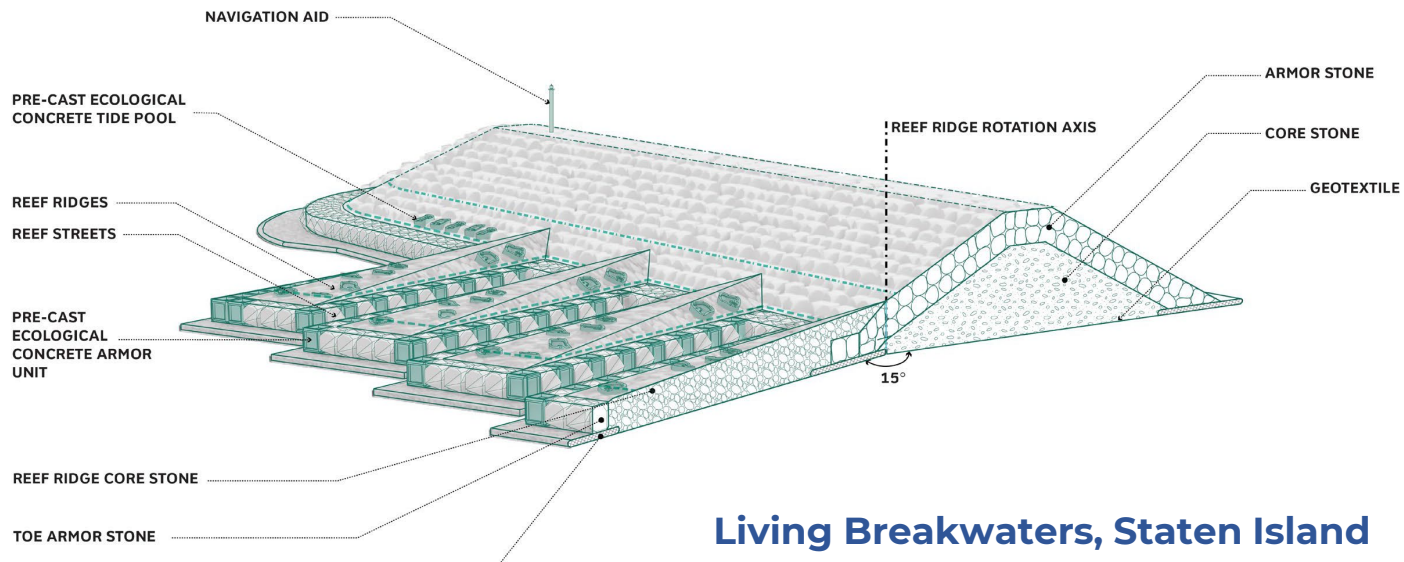 NAVIGATION AID
PRE-CAST ECOLOGICAL
CONCRETE TIDE POOL
REEF RIDGES
REEF STREETS
PRE-CAST
ECOLOGICAL
CONCRETE ARMOR
UNIT
REEF RIDGE CORE STONE
TOE ARMOR STONE
REEF RIDGE ROTATION AXIS
ARMOR STONE
CORE STONE
GEOTEXTILE
15°
Living Breakwaters, Staten Island